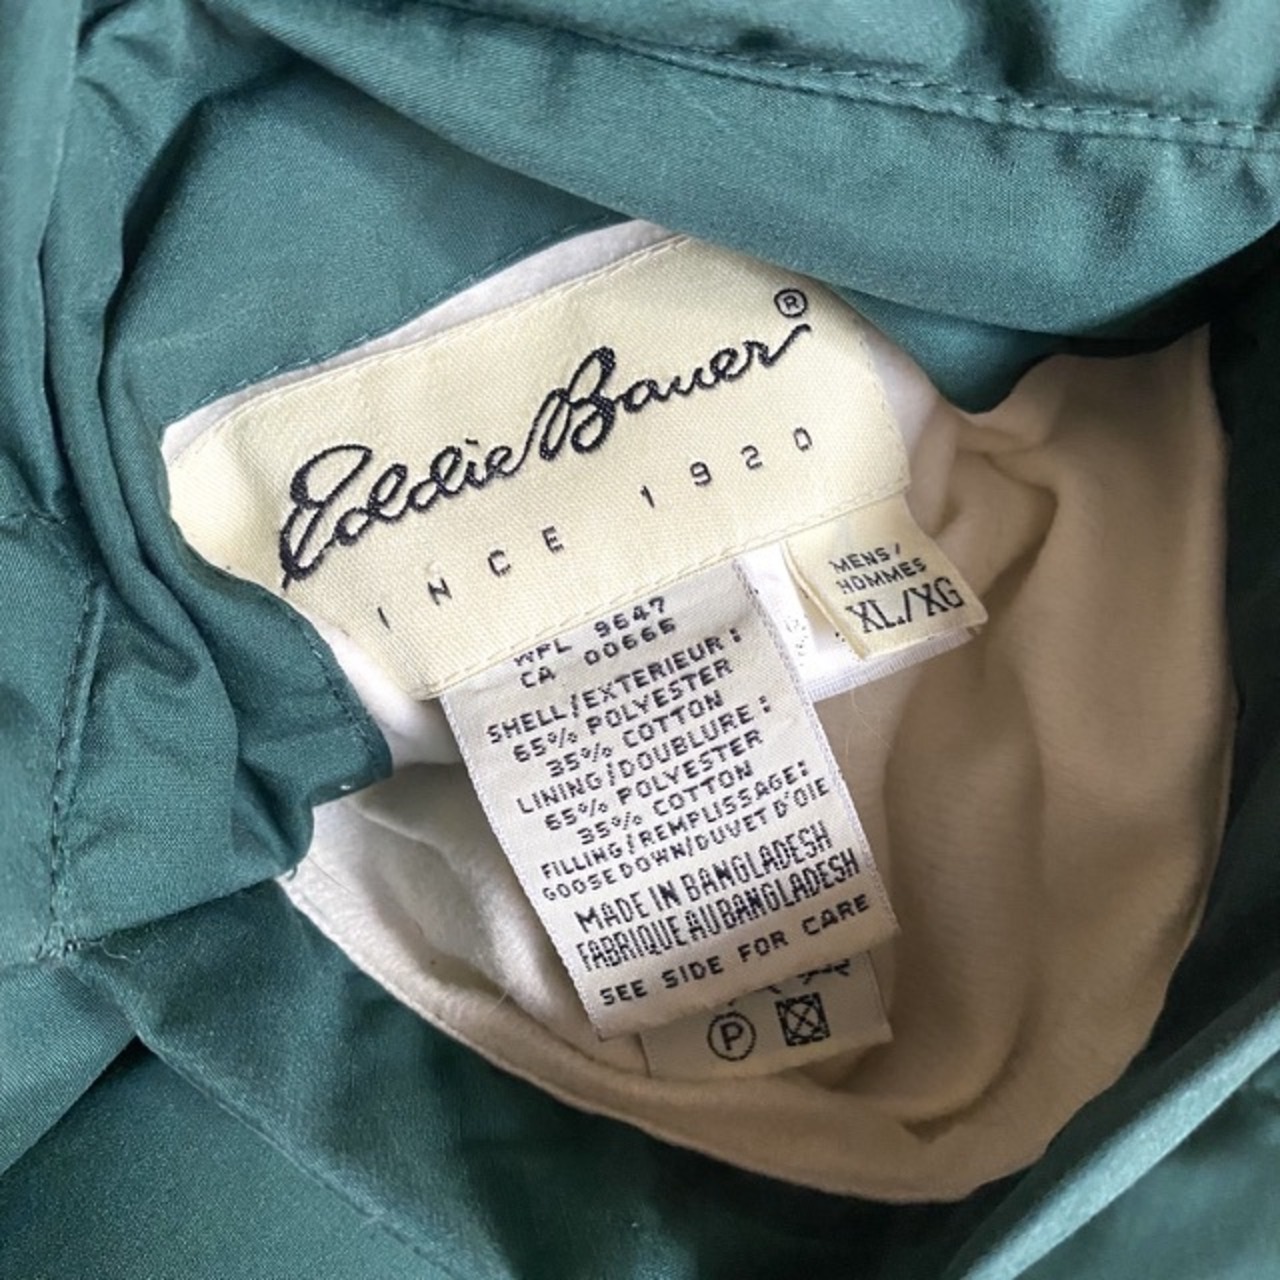 Eddie Bauer ®
INCE 1920
MENS/
HOMMES
XL/XG
WPL 9647
CA 00666
SHELL/EXTERIEUR:
65% POLYESTER
35% COTTON
LINING/DOUBLURE:
65% POLYESTER
35% COTTON
FILLING/REMPLISSAGE:
GOOSE DOWN/DUVET D'OIE
MADE IN BANGLADESH
FABRIQUE AU BANGLADESH
SEE SIDE FOR CARE
P